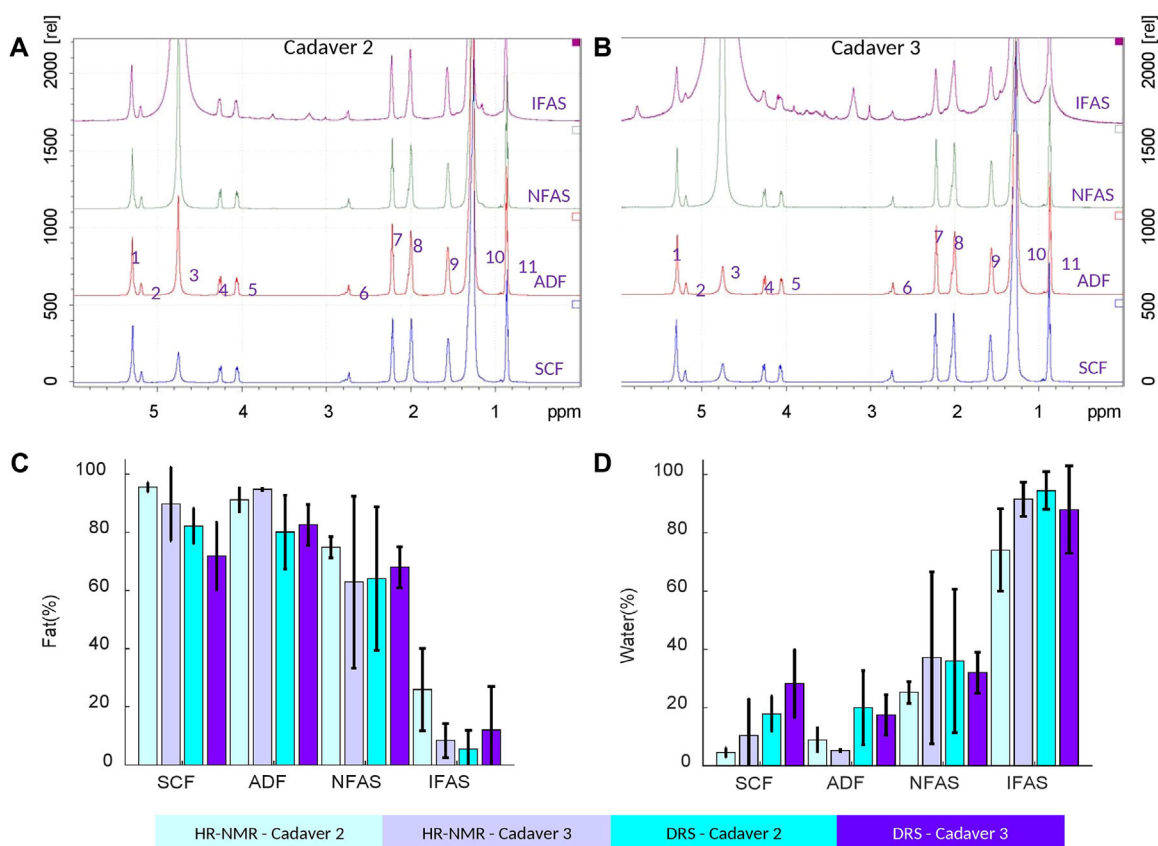 A
Cadaver 2
0 500 1000 1500 2000 [rel]
IFAS
NFAS
1 2 3 4 5 6 7 8 9 10 11
ADF
SCF
5 4 3 2 1 ppm
B
Cadaver 3
0 500 1000 1500 2000 [rel]
IFAS
NFAS
1 2 3 4 5 6 7 8 9 10 11
ADF
SCF
5 4 3 2 1 ppm
C
Fat(%)
100
80
60
40
20
0
SCF ADF NFAS IFAS
D
Water(%)
100
80
60
40
20
0
SCF ADF NFAS IFAS
HR-NMR - Cadaver 2 HR-NMR - Cadaver 3 DRS - Cadaver 2 DRS - Cadaver 3